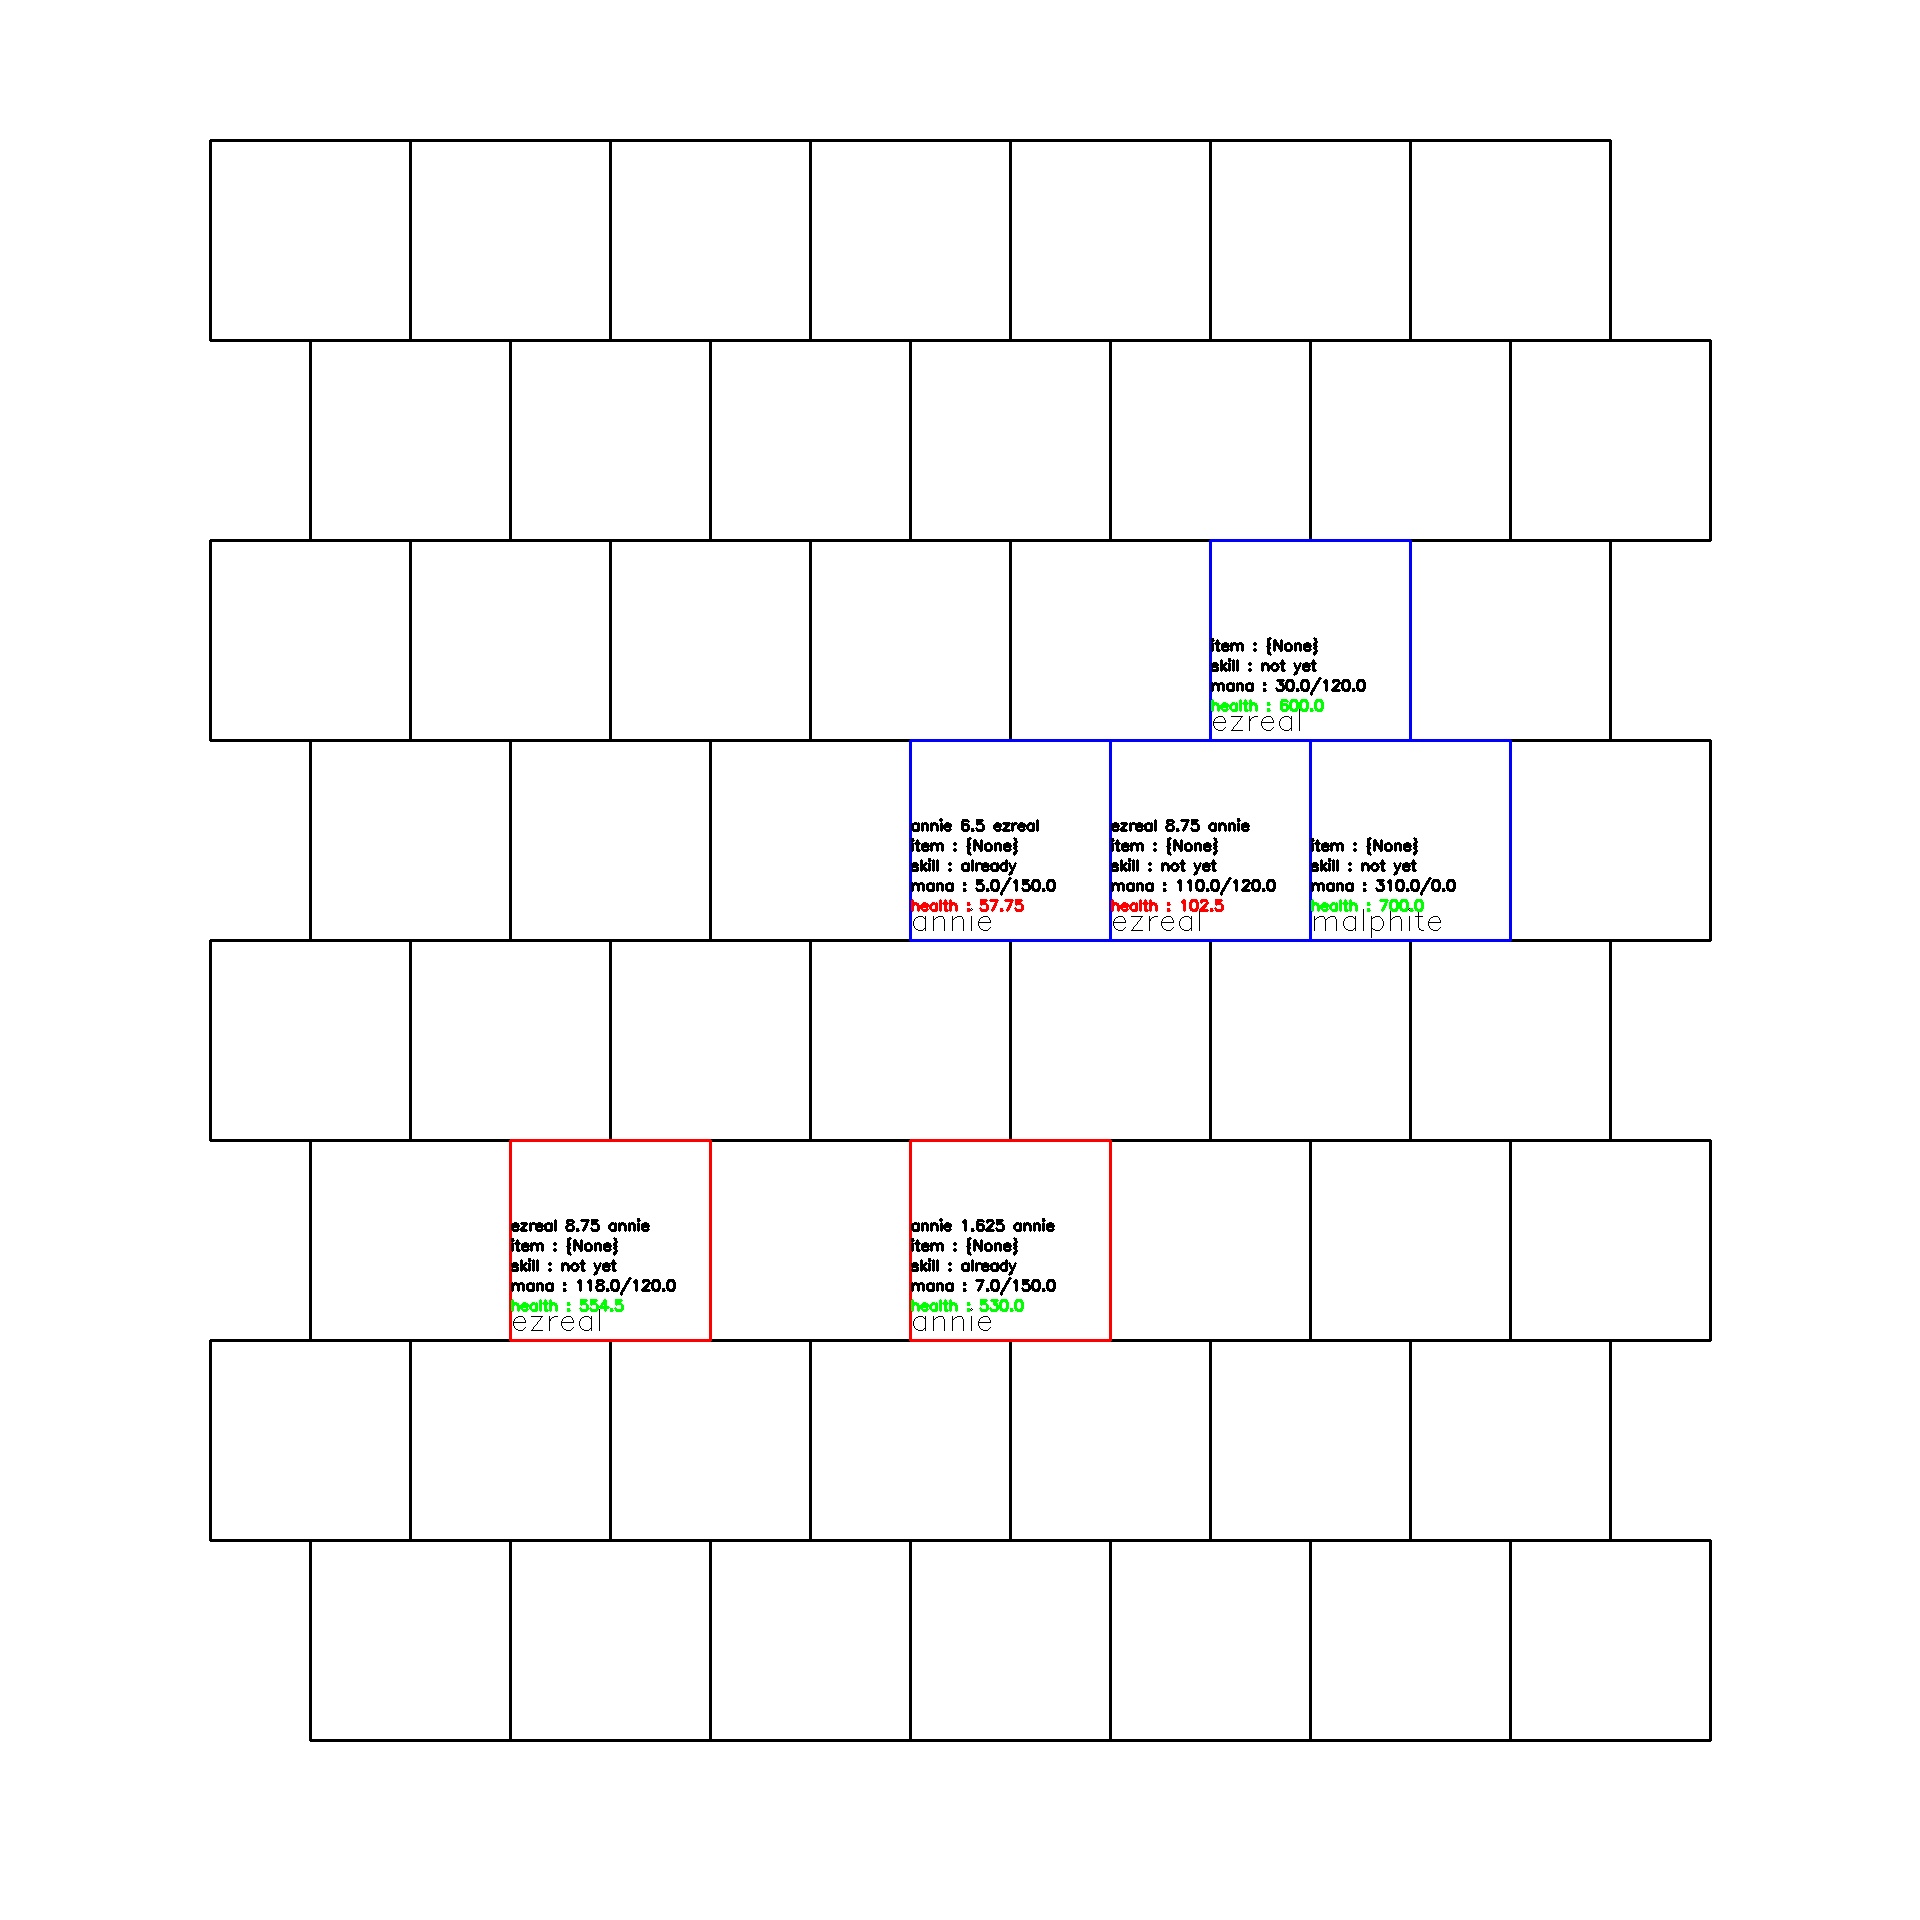 item : {None}
skill : not yet
mana : 30.0/120.0
health : 600.0
ezreal
annie 6.5 ezreal
item : {None}
skill : already
mana : 5.0/150.0
health : 57.75
annie
ezreal 8.75 annie
item : {None}
skill : not yet
mana : 110.0/120.0
health : 102.5
ezreal
item : {None}
skill : not yet
mana : 310.0/0.0
health : 700.0
malphite
ezreal 8.75 annie
item : {None}
skill : not yet
mana : 118.0/120.0
health : 554.5
ezreal
annie 1.625 annie
item : {None}
skill : already
mana : 7.0/150.0
health : 530.0
annie